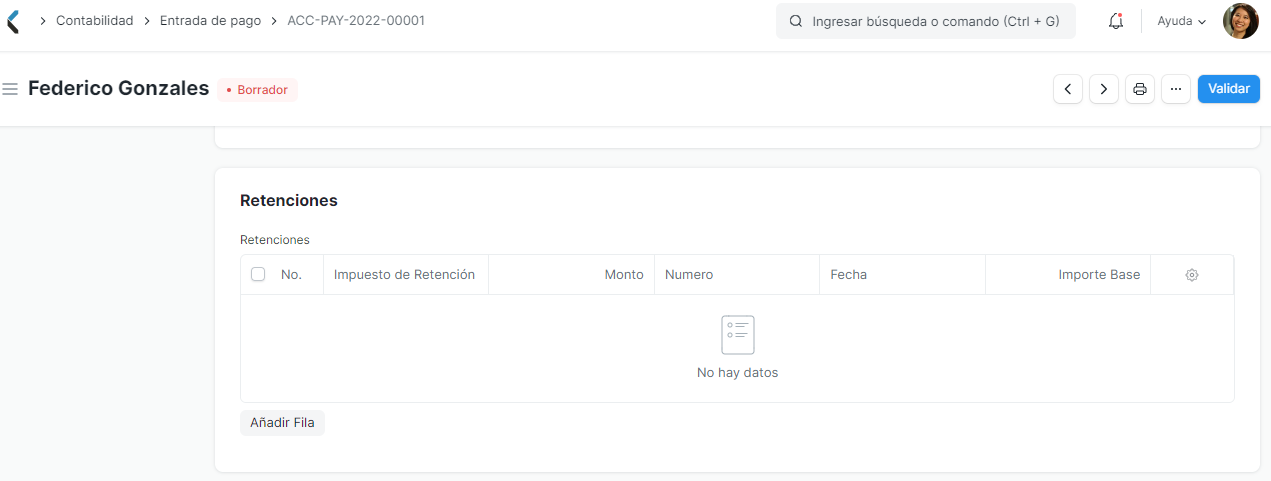 Contabilidad Entrada de pago ACC-PAY-2022-00001 Ingresar búsqueda o comando (Ctrl + G) Ayuda
Federico Gonzales Borrador Validar
Retenciones
Retenciones
No. Impuesto de Retención Monto Numero Fecha Importe Base
No hay datos
Añadir Fila